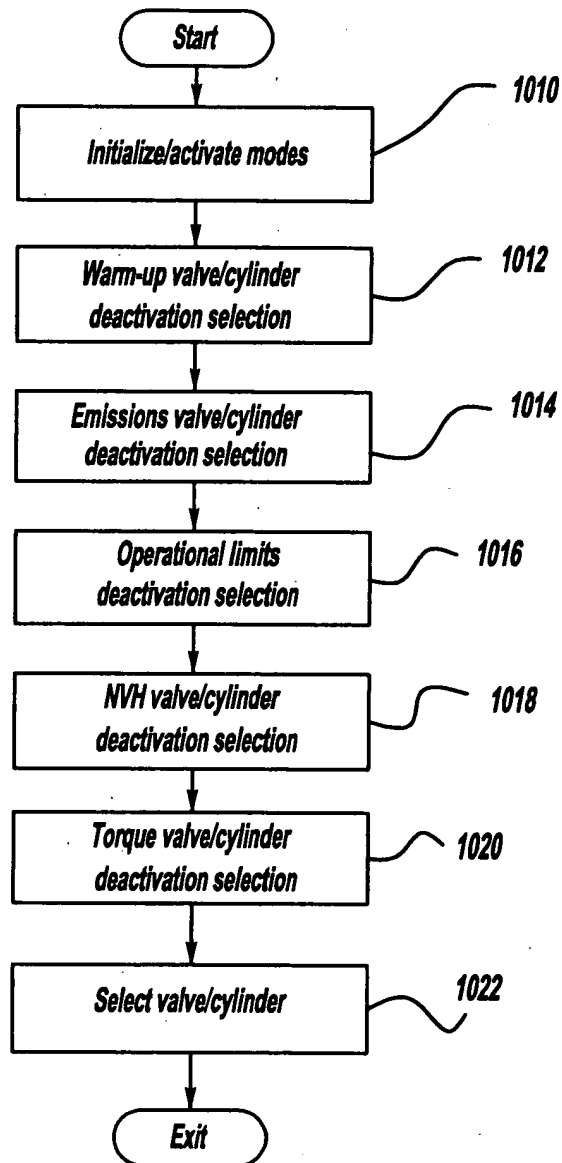 Start
1010
Initialize/activate modes
1012
Warm-up valve/cylinder
deactivation selection
1014
Emissions valve/cylinder
deactivation selection
1016
Operational limits
deactivation selection
1018
NVH valve/cylinder
deactivation selection
1020
Torque valve/cylinder
deactivation selection
1022
Select valve/cylinder
Exit